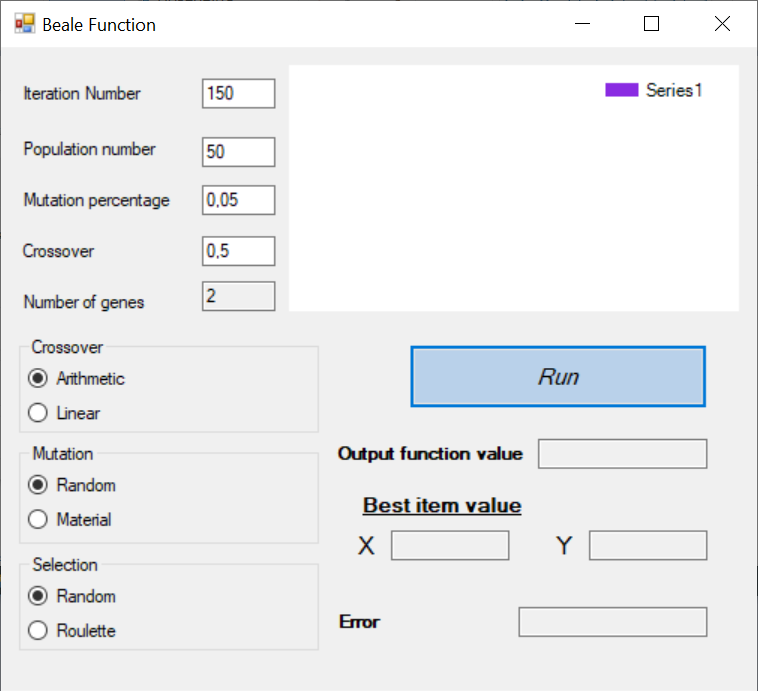 Beale Function
Iteration Number 150
Series1
Population number 50
Mutation percentage 0,05
Crossover 0,5
Number of genes 2
Crossover
Arithmetic
Linear
Run
Mutation
Random
Material
Output function value
Best item value
X Y
Selection
Random
Roulette
Error